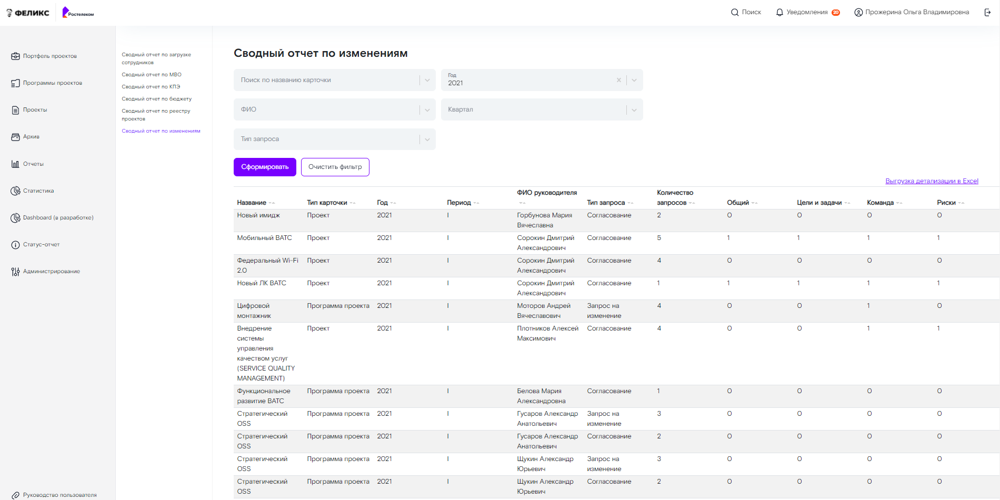 ФЕЛИКС
Ростелеком
Поиск
Уведомления 20
Прожерина Ольга Владимировна
Портфель проектов
Программы проектов
Проекты
Архив
Отчеты
Статистика
Dashboard (в разработке)
Статус-отчет
Администрирование
Руководство пользователя
Сводный отчет по загрузке
сотрудников
Сводный отчет по МВО
Сводный отчет по КПЭ
Сводный отчет по бюджету
Сводный отчет по реестру
проектов
Сводный отчет по изменениям
Сводный отчет по изменениям
Поиск по названию карточки
Год
2021
ФИО
Квартал
Тип запроса
Сформировать
Очистить фильтр
Выгрузка детализации в Excel
Название Тип карточки Год Период ФИО руководителя Тип запроса Количество запросов Общий Цели и задачи Команда Риски
Новый имидж Проект 2021 I Горбунова Мария Согласование 2 0 0 0 0
Вячеславна
Мобильный ВАТС Проект 2021 I Сорокин Дмитрий Согласование 5 1 1 1 1
Александрович
Федеральный Wi-Fi Проект 2021 I Сорокин Дмитрий Согласование 4 0 0 0 0
2.0 Александрович
Новый ЛК ВАТС Проект 2021 I Сорокин Дмитрий Согласование 1 1 1 1 1
Александрович
Цифровой Программа проекта 2021 I Моторов Андрей Запрос на 4 0 0 1 0
монтажник Вячеславович изменение
Внедрение Проект 2021 I Плотников Алексей Согласование 4 0 0 1 1
системы Максимович
управления
качеством услуг
(SERVICE QUALITY
MANAGEMENT)
Функциональное Программа проекта 2021 I Белова Мария Согласование 1 0 0 0 0
развитие ВАТС Александровна
Стратегический Программа проекта 2021 I Гусаров Александр Запрос на 3 0 0 0 0
OSS Анатольевич изменение
Стратегический Программа проекта 2021 I Гусаров Александр Согласование 2 0 0 0 0
OSS Анатольевич
Стратегический Программа проекта 2021 I Щукин Александр Запрос на 3 0 0 0 0
OSS Юрьевич изменение
Стратегический Программа проекта 2021 I Щукин Александр Согласование 2 0 0 0 0
OSS Юрьевич